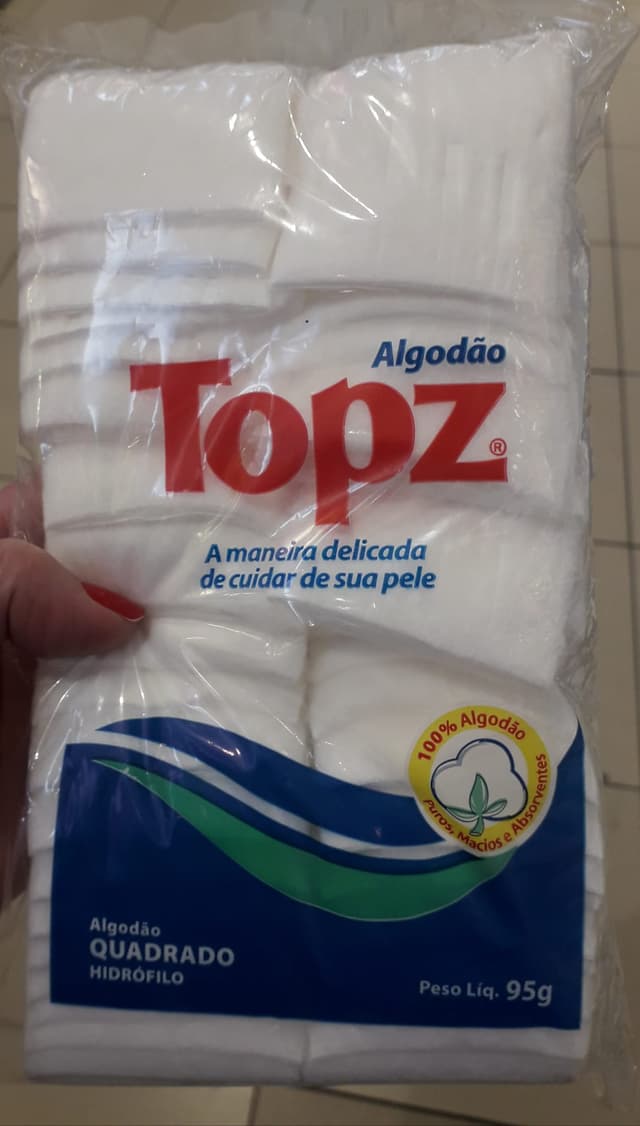 Algodão
Topz®
A maneira delicada
de cuidar de sua pele
100% Algodão
Puros, Macios e Absorventes
Algodão
QUADRADO
HIDRÓFILO
Peso Líq. 95g